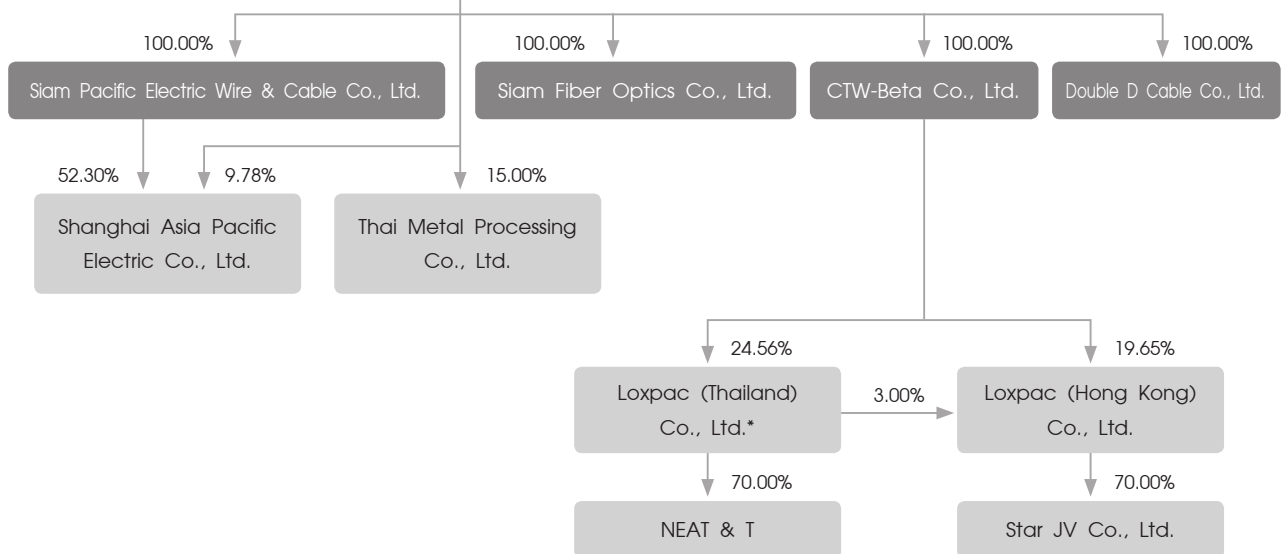 100.00%
100.00%
100.00%
100.00%
Siam Pacific Electric Wire & Cable Co., Ltd.
Siam Fiber Optics Co., Ltd.
CTW-Beta Co., Ltd.
Double D Cable Co., Ltd.
52.30%
9.78%
15.00%
Shanghai Asia Pacific
Electric Co., Ltd.
Thai Metal Processing
Co., Ltd.
24.56%
19.65%
Loxpac (Thailand)
Co., Ltd.*
3.00%
Loxpac (Hong Kong)
Co., Ltd.
70.00%
70.00%
NEAT & T
Star JV Co., Ltd.